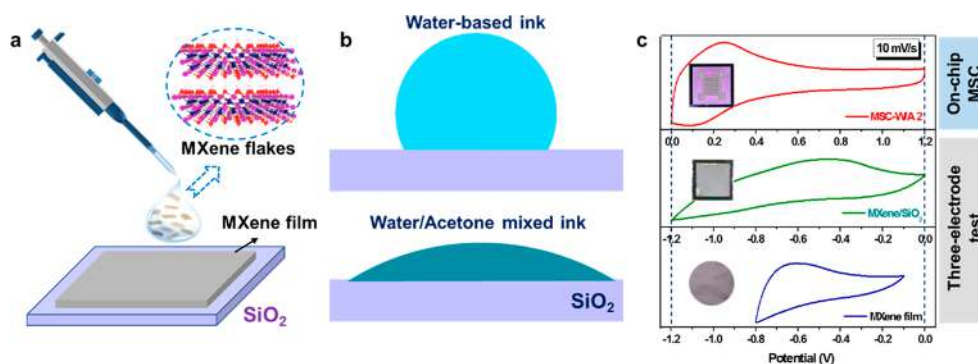 a
MXene flakes
MXene film
SiO₂
b
Water-based ink
Water/Acetone mixed ink
SiO₂
c
10 mV/s
MSC-W/A 2
0.0 0.2 0.4 0.6 0.8 1.0 1.2
MXene/SiO₂
-1.2 -1.0 -0.8 -0.6 -0.4 -0.2 0.0
MXene film
-1.2 -1.0 -0.8 -0.6 -0.4 -0.2 0.0
Potential (V)
On-chip
MSC
Three-electrode
test